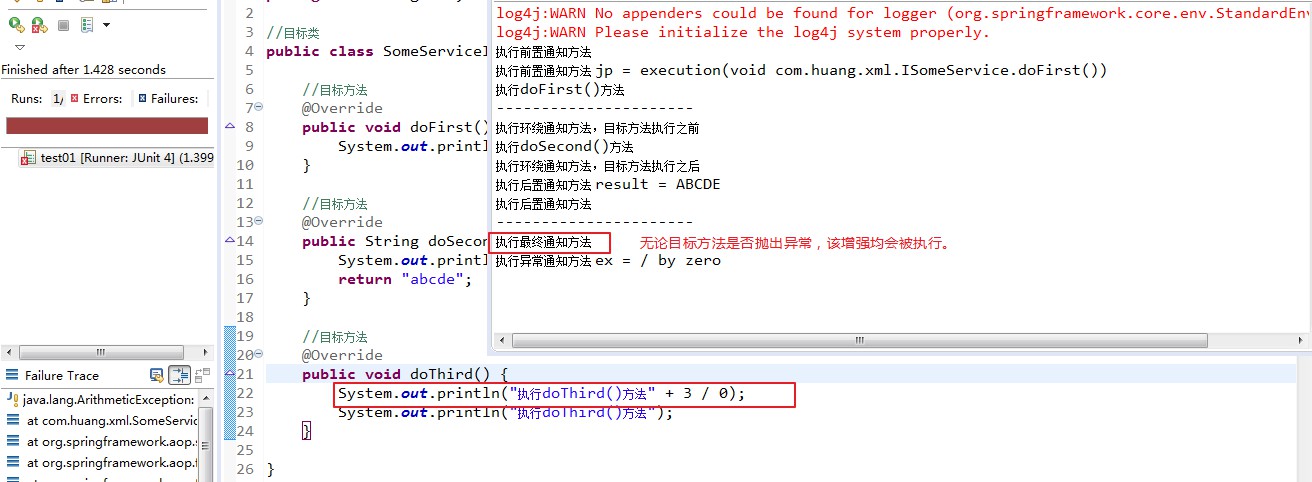 Finished after 1.428 seconds
Runs: 1/ Errors: Failures:
test01 [Runner: JUnit 4] (1.399
Failure Trace
java.lang.ArithmeticException:
at com.huang.xml.SomeServic
at org.springframework.aop.s
at org.springframework.aop.f
2
3 //目标类
4 public class SomeServiceI
5
6 //目标方法
7 @Override
8 public void doFirst()
9 System.out.printl
10 }
11
12 //目标方法
13 @Override
14 public String doSecon
15 System.out.printl
16 return "abcde";
17 }
18
19 //目标方法
20 @Override
21 public void doThird() {
22 System.out.println("执行doThird()方法" + 3 / 0);
23 System.out.println("执行doThird()方法");
24 }
25
26 }
log4j:WARN No appenders could be found for logger (org.springframework.core.env.StandardEnv
log4j:WARN Please initialize the log4j system properly.
执行前置通知方法
执行前置通知方法 jp = execution(void com.huang.xml.ISomeService.doFirst())
执行doFirst()方法
----------------------
执行环绕通知方法，目标方法执行之前
执行doSecond()方法
执行环绕通知方法，目标方法执行之后
执行后置通知方法 result = ABCDE
执行后置通知方法
----------------------
执行最终通知方法 无论目标方法是否抛出异常，该增强均会被执行。
执行异常通知方法 ex = / by zero